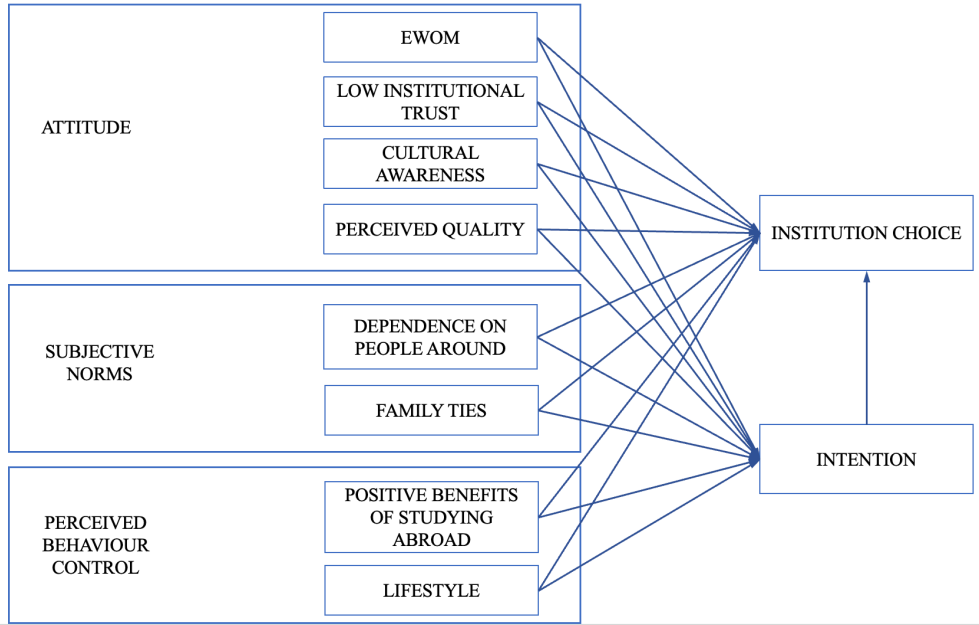 ATTITUDE
EWOM
LOW INSTITUTIONAL
TRUST
CULTURAL
AWARENESS
PERCEIVED QUALITY
SUBJECTIVE
NORMS
DEPENDENCE ON
PEOPLE AROUND
FAMILY TIES
PERCEIVED
BEHAVIOUR
CONTROL
POSITIVE BENEFITS
OF STUDYING
ABROAD
LIFESTYLE
INSTITUTION CHOICE
INTENTION